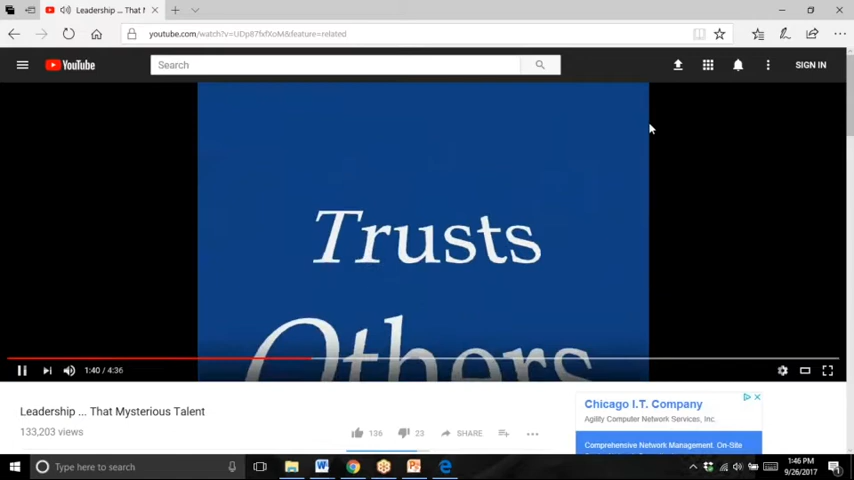 Leadership ... That M
youtube.com/watch?v=UDp87fxfXoM&feature=related
YouTube
Search
SIGN IN
Trusts
Others
1:40 / 4:36
Leadership ... That Mysterious Talent
133,203 views
136
23
SHARE
Chicago I.T. Company
Agility Computer Network Services, Inc.
Comprehensive Network Management. On-Site
Type here to search
1:46 PM
9/26/2017